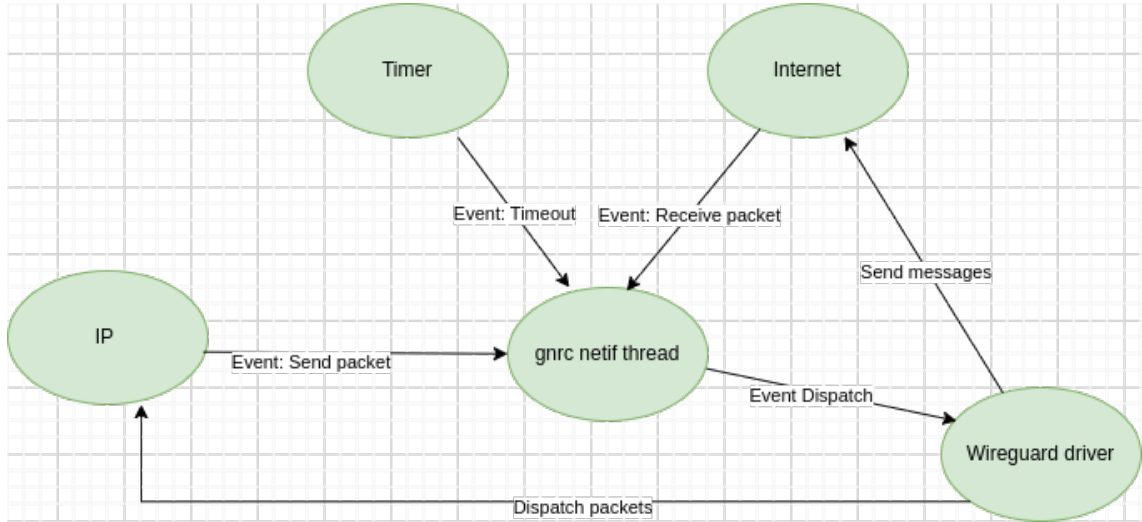 Timer
Internet
Event: Timeout
Event: Receive packet
Send messages
IP
Event: Send packet
gnrc netif thread
Event Dispatch
Wireguard driver
Dispatch packets